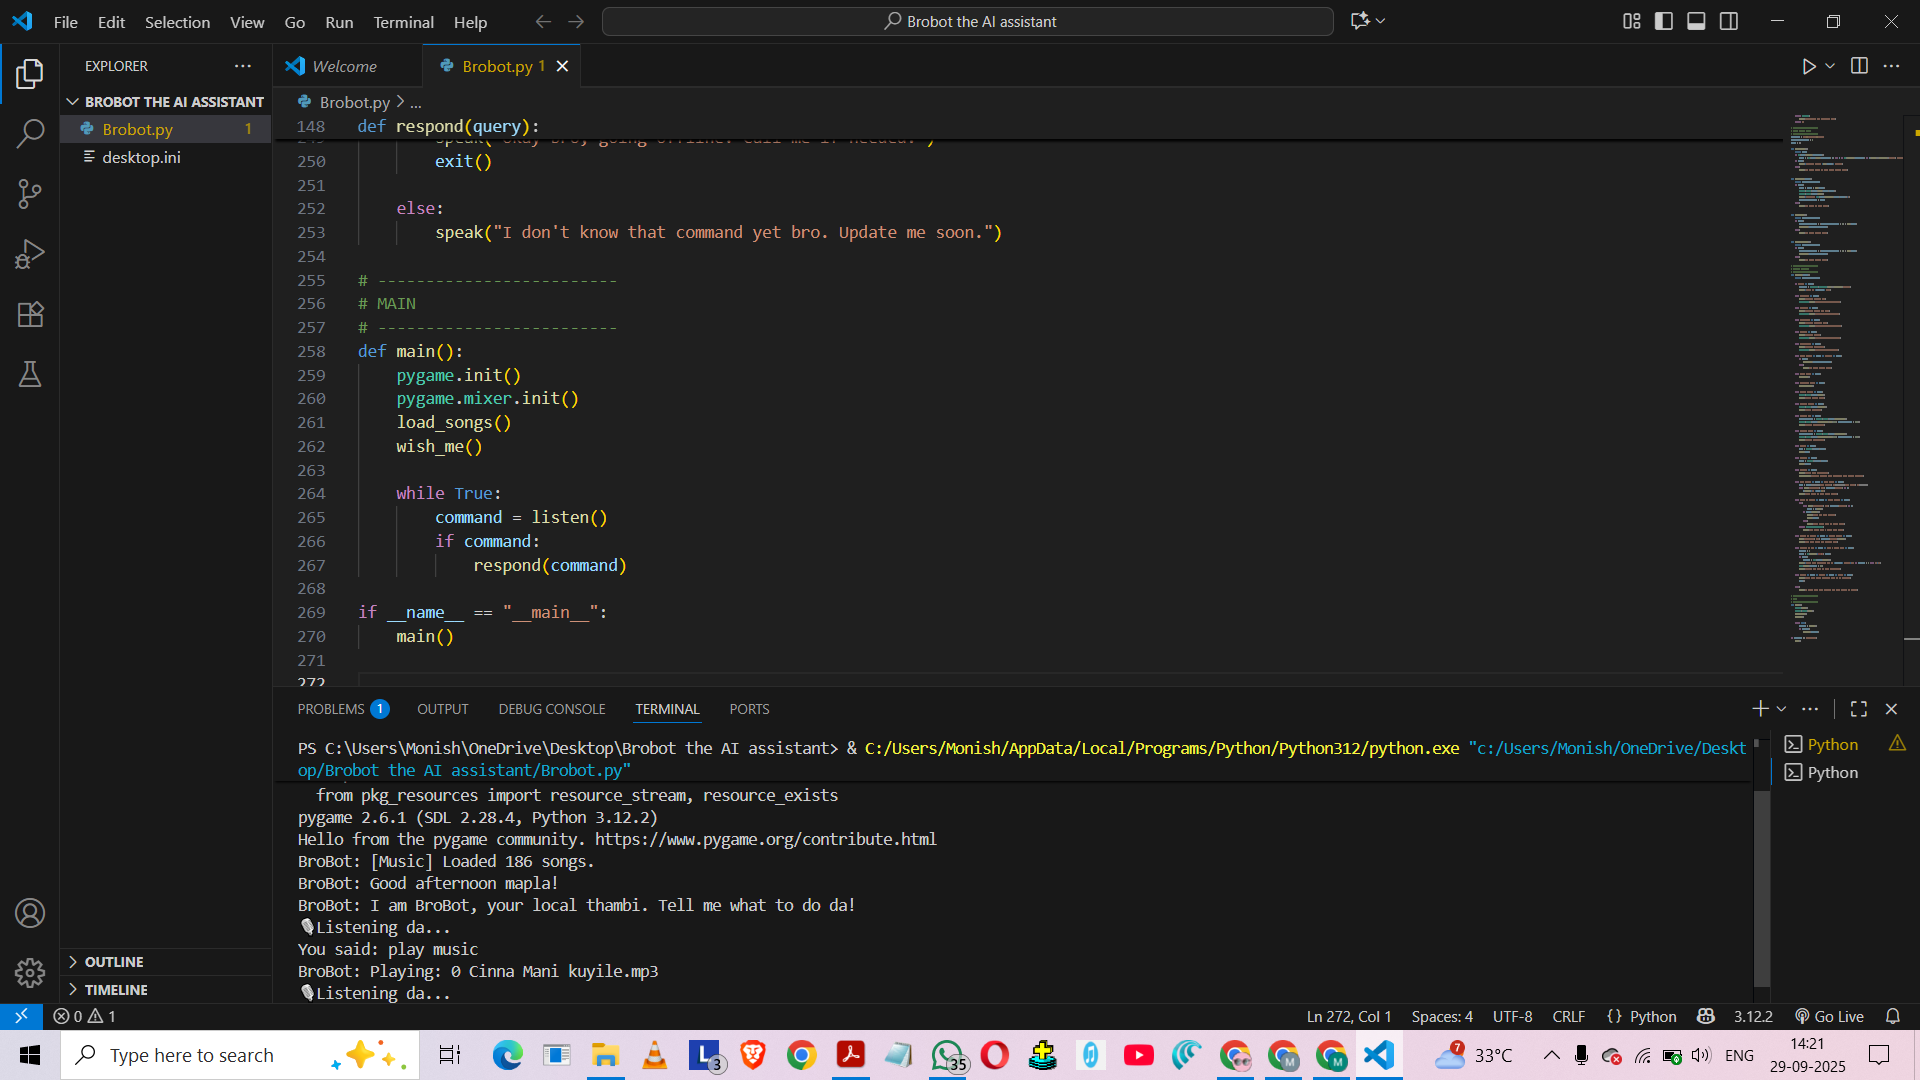 File Edit Selection View Go Run Terminal Help
Brobot the AI assistant
EXPLORER
BROBOT THE AI ASSISTANT
Brobot.py 1
desktop.ini
OUTLINE
TIMELINE
Welcome
Brobot.py 1
Brobot.py > ...
148 def respond(query):
250 exit()
251
252 else:
253 speak("I don't know that command yet bro. Update me soon.")
254
255 # -------------------------
256 # MAIN
257 # -------------------------
258 def main():
259 pygame.init()
260 pygame.mixer.init()
261 load_songs()
262 wish_me()
263
264 while True:
265 command = listen()
266 if command:
267 respond(command)
268
269 if __name__ == "__main__":
270 main()
271
272
PROBLEMS 1 OUTPUT DEBUG CONSOLE TERMINAL PORTS
PS C:\Users\Monish\OneDrive\Desktop\Brobot the AI assistant> & C:/Users/Monish/AppData/Local/Programs/Python/Python312/python.exe "c:/Users/Monish/OneDrive/Deskt
op/Brobot the AI assistant/Brobot.py"
from pkg_resources import resource_stream, resource_exists
pygame 2.6.1 (SDL 2.28.4, Python 3.12.2)
Hello from the pygame community. https://www.pygame.org/contribute.html
BroBot: [Music] Loaded 186 songs.
BroBot: Good afternoon mapla!
BroBot: I am BroBot, your local thambi. Tell me what to do da!
🎙Listening da...
You said: play music
BroBot: Playing: 0 Cinna Mani kuyile.mp3
🎙Listening da...
Python
Python
0 1
Ln 272, Col 1 Spaces: 4 UTF-8 CRLF {} Python 3.12.2 Go Live
Type here to search
3
35
7
33°C
ENG
14:21
29-09-2025